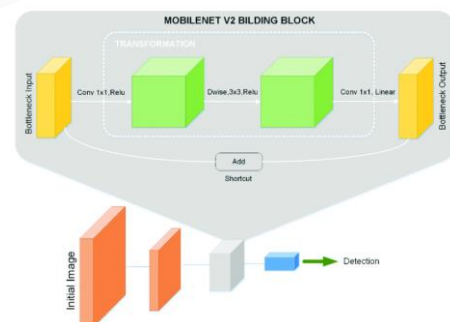 MOBILENET V2 BILDING BLOCK
TRANSFORMATION
Bottleneck Input
Conv 1x1,Relu
Dwise,3x3.Relu
Conv 1x1, Linear
Bottleneck Output
Add
Shortcut
Initial Image
Detection